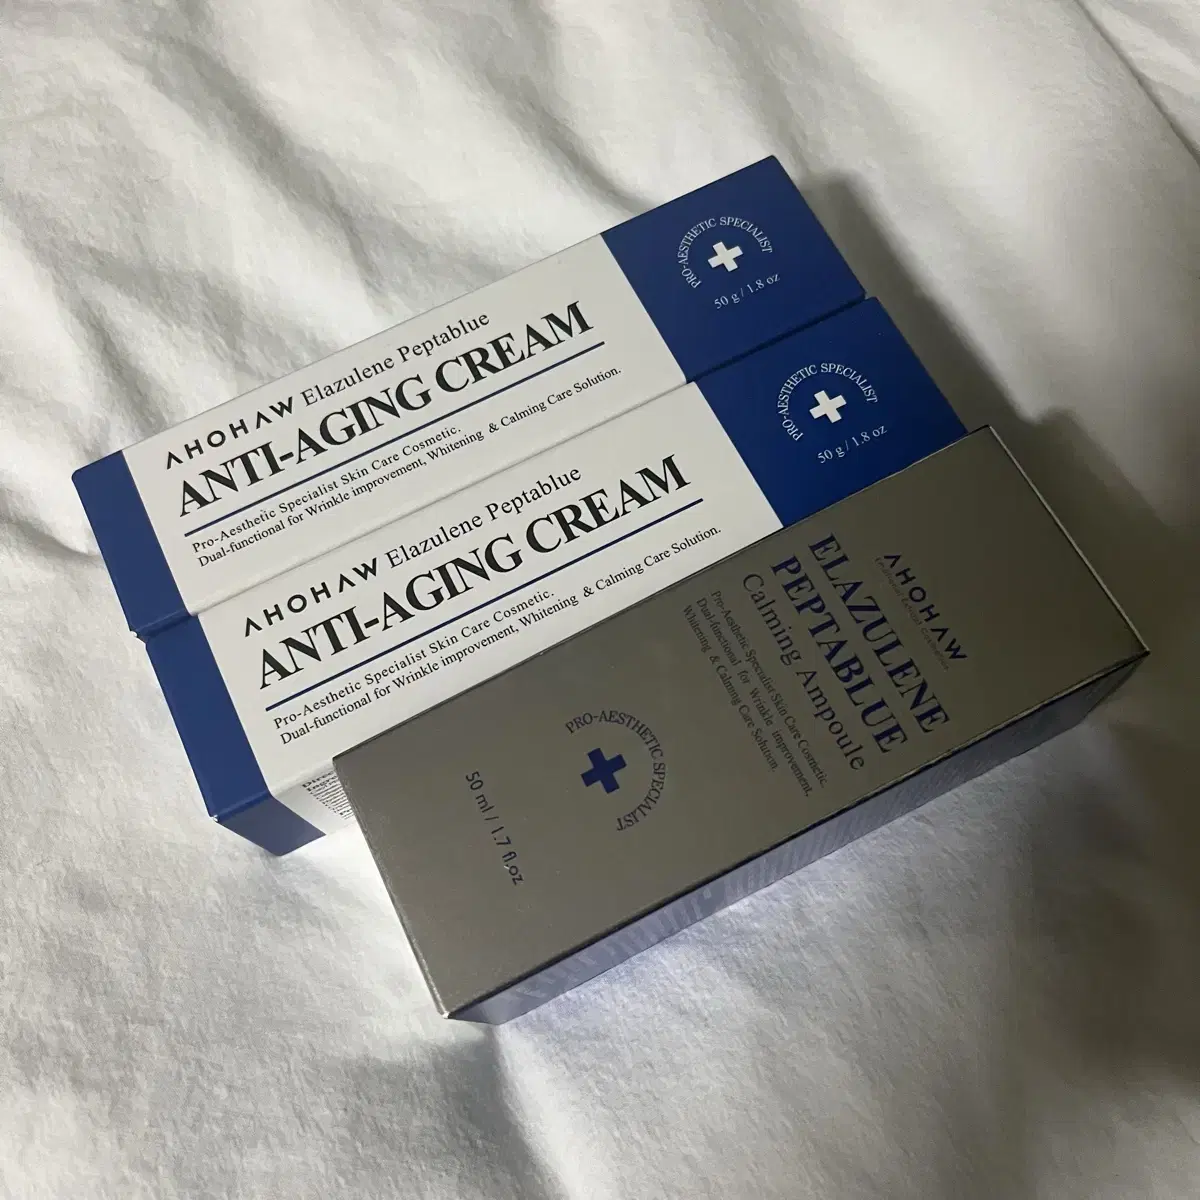 AHOHAW Elazulene Peptablue
ANTI-AGING CREAM
Pro-Aesthetic Specialist Skin Care Cosmetic.
Dual-functional for Wrinkle improvement, Whitening & Calming Care Solution.
PRO-AESTHETIC SPECIALIST
50 g / 1.8 oz
AHOHAW Elazulene Peptablue
ANTI-AGING CREAM
Pro-Aesthetic Specialist Skin Care Cosmetic.
Dual-functional for Wrinkle improvement, Whitening & Calming Care Solution.
PRO-AESTHETIC SPECIALIST
50 g / 1.8 oz
AHOHAW
ELAZULENE
PEPTABLUE
Calming Ampoule
Pro-Aesthetic Specialist Skin Care Cosmetic.
Dual-functional for Wrinkle improvement,
Whitening & Calming Care Solution.
PRO-AESTHETIC SPECIALIST
50 ml / 1.7 fl.oz